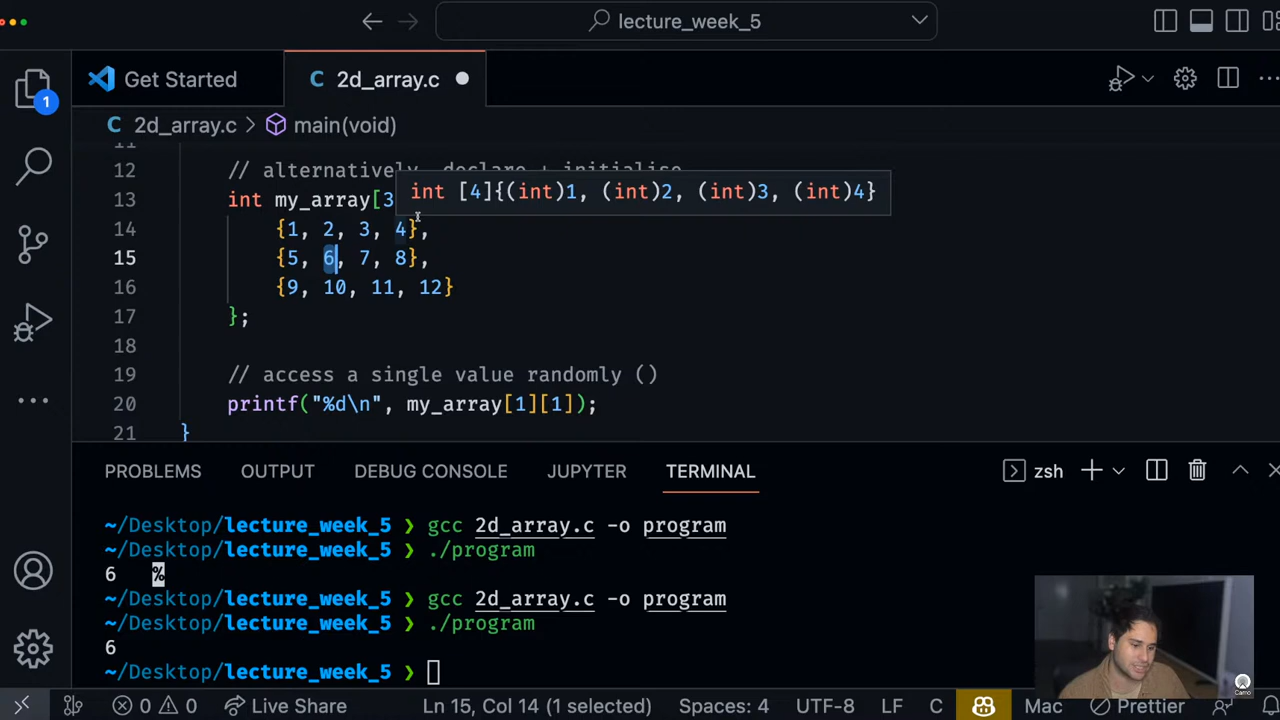 lecture_week_5
Get Started
C 2d_array.c
C 2d_array.c > main(void)
11
12 // alternatively, declare + initialise
13 int my_array[3
int [4]{(int)1, (int)2, (int)3, (int)4}
14 {1, 2, 3, 4},
15 {5, 6, 7, 8},
16 {9, 10, 11, 12}
17 };
18
19 // access a single value randomly ()
20 printf("%d\n", my_array[1][1]);
21 }
1
PROBLEMS OUTPUT DEBUG CONSOLE JUPYTER TERMINAL zsh
~/Desktop/lecture_week_5 ❯ gcc 2d_array.c -o program
~/Desktop/lecture_week_5 ❯ ./program
6 %
~/Desktop/lecture_week_5 ❯ gcc 2d_array.c -o program
~/Desktop/lecture_week_5 ❯ ./program
6
~/Desktop/lecture_week_5 ❯
Camo
0 0 Live Share Ln 15, Col 14 (1 selected) Spaces: 4 UTF-8 LF C Mac Prettier